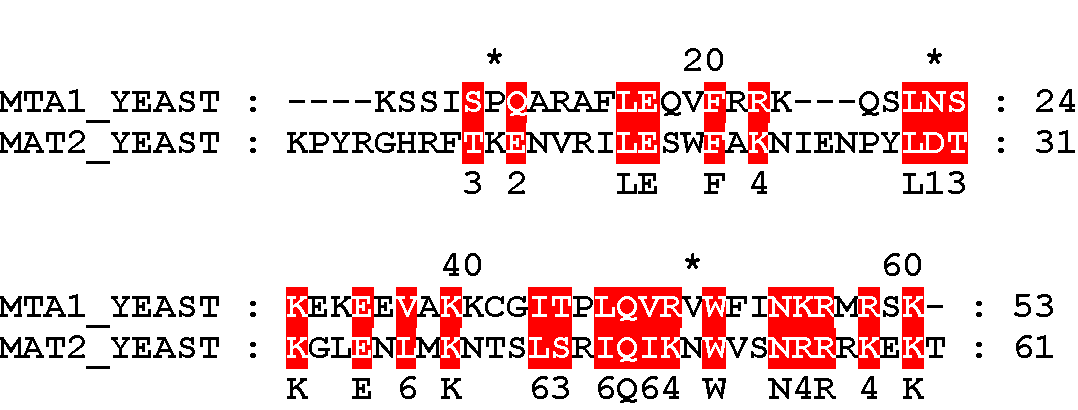 * 20 *
MTA1_YEAST : ----KSSISPQARAFLEQVFRRK---QSLNS : 24
MAT2_YEAST : KPYRGHRFTKENVRILESWFAKNIENPYLDT : 31
3 2 LE F 4 L13
40 * 60
MTA1_YEAST : KEKEEVAKKCGITPLQVRVWFINKRMRSK- : 53
MAT2_YEAST : KGLENLMKNTSLSRIQIKNWVSNRRRKEKT : 61
K E 6 K 63 6Q64 W N4R 4 K